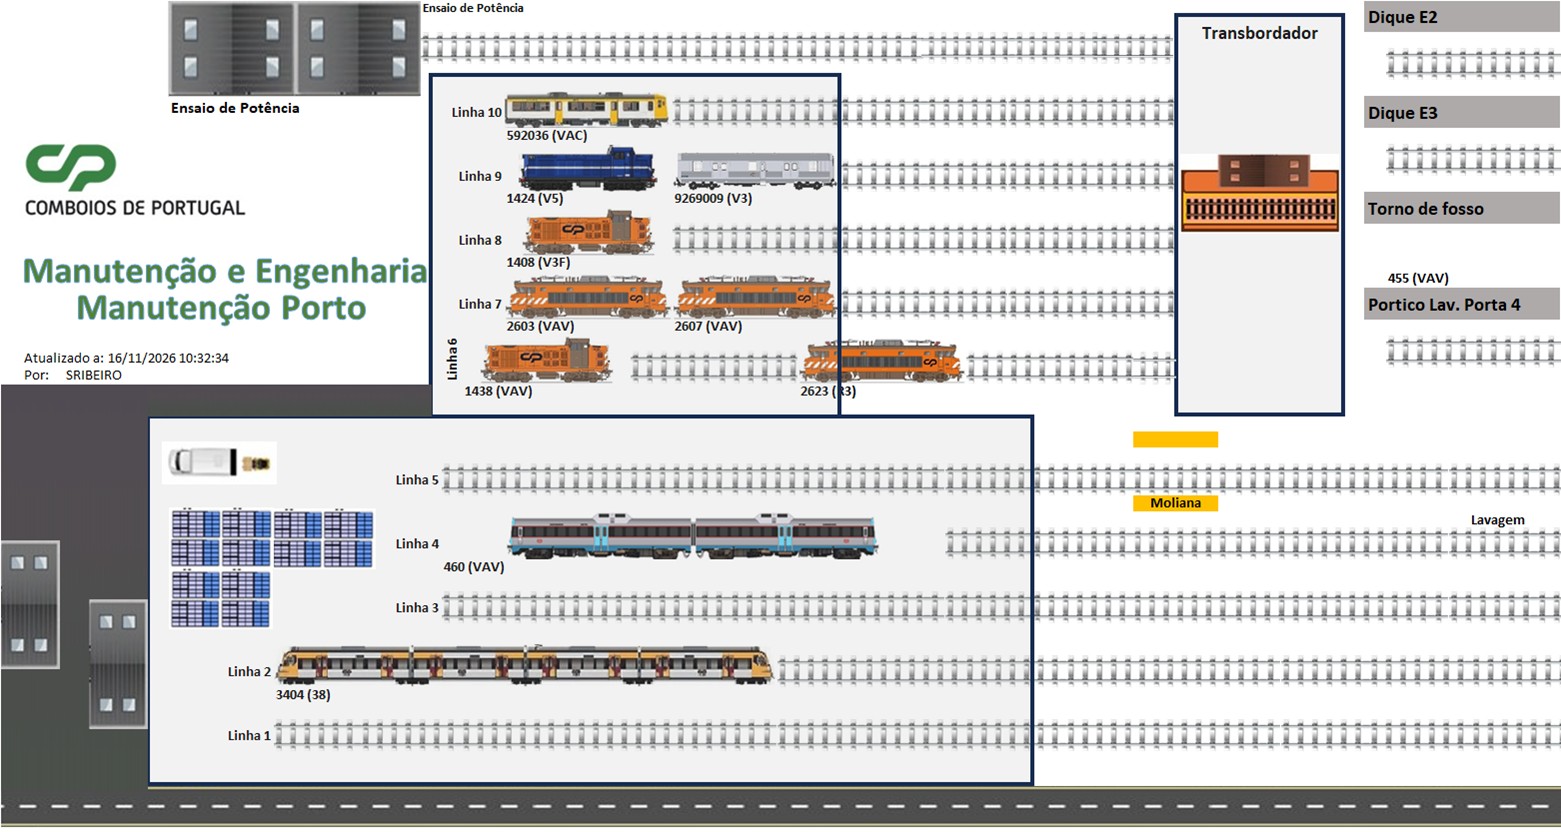 Ensaio de Potência
Ensaio de Potência
Transbordador
Dique E2
Dique E3
Torno de fosso
455 (VAV)
Portico Lav. Porta 4
CP
COMBOIOS DE PORTUGAL
Manutenção e Engenharia
Manutenção Porto
Atualizado a: 16/11/2026 10:32:34
Por: SRIBEIRO
Linha 10
592036 (VAC)
Linha 9
1424 (V5)
9269009 (V3)
Linha 8
1408 (V3F)
Linha 7
2603 (VAV)
2607 (VAV)
Linha 6
1438 (VAV)
2623 (R3)
Linha 5
Moliana
Lavagem
Linha 4
460 (VAV)
Linha 3
Linha 2
3404 (38)
Linha 1